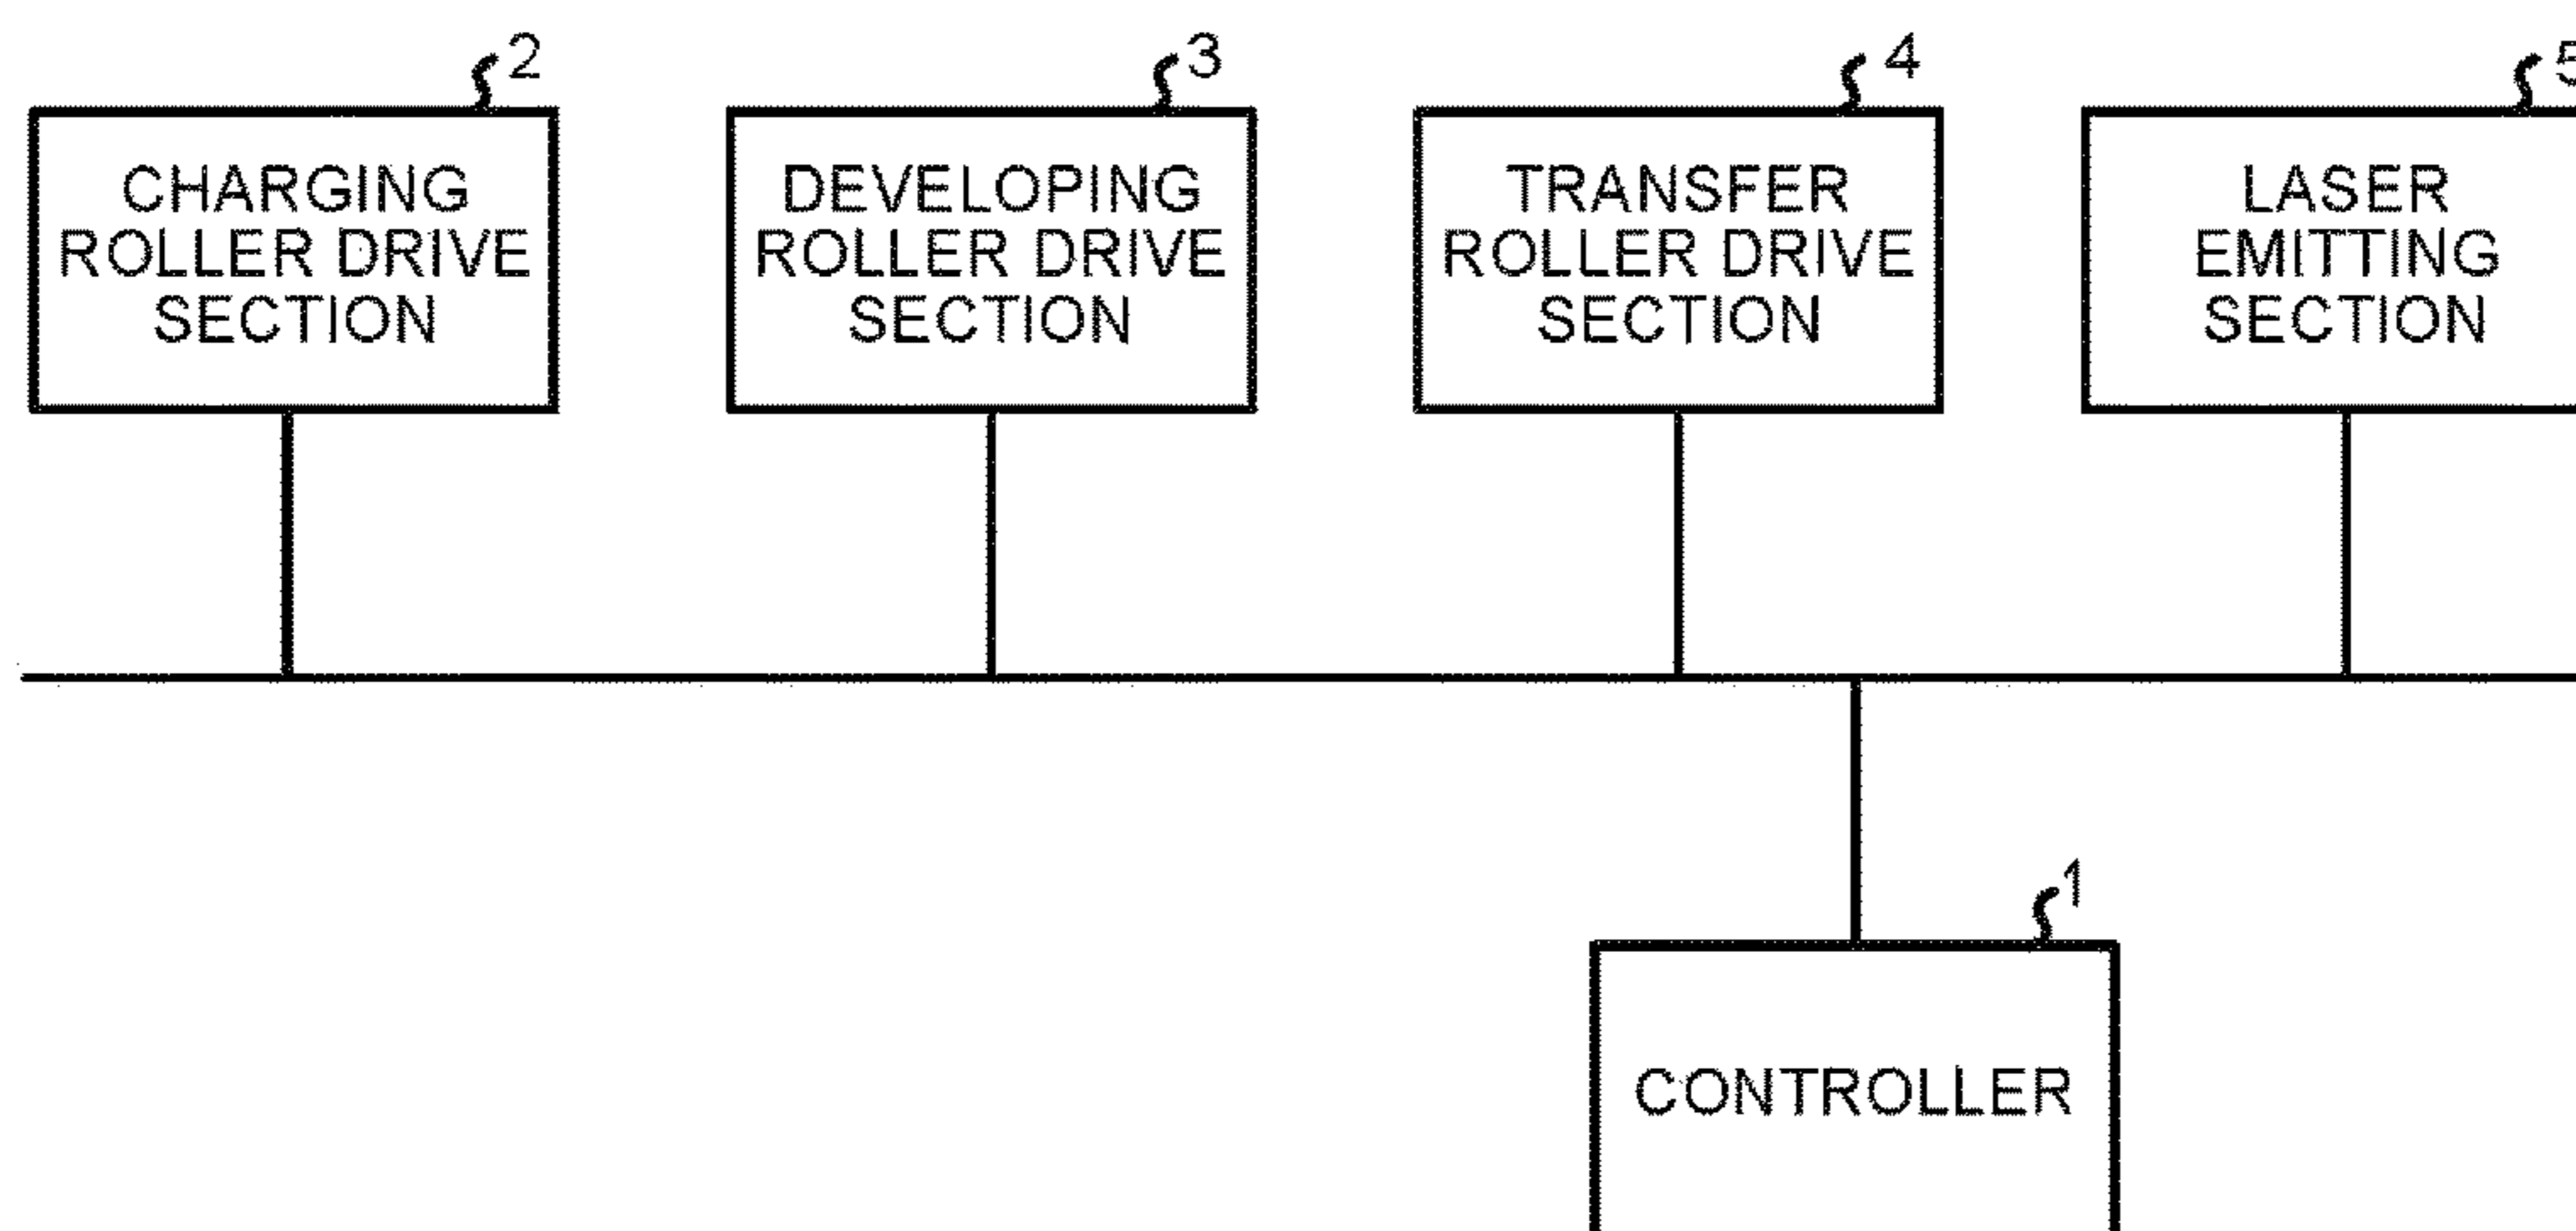 2
CHARGING
ROLLER DRIVE
SECTION
3
DEVELOPING
ROLLER DRIVE
SECTION
4
TRANSFER
ROLLER DRIVE
SECTION
5
LASER
EMITTING
SECTION
1
CONTROLLER